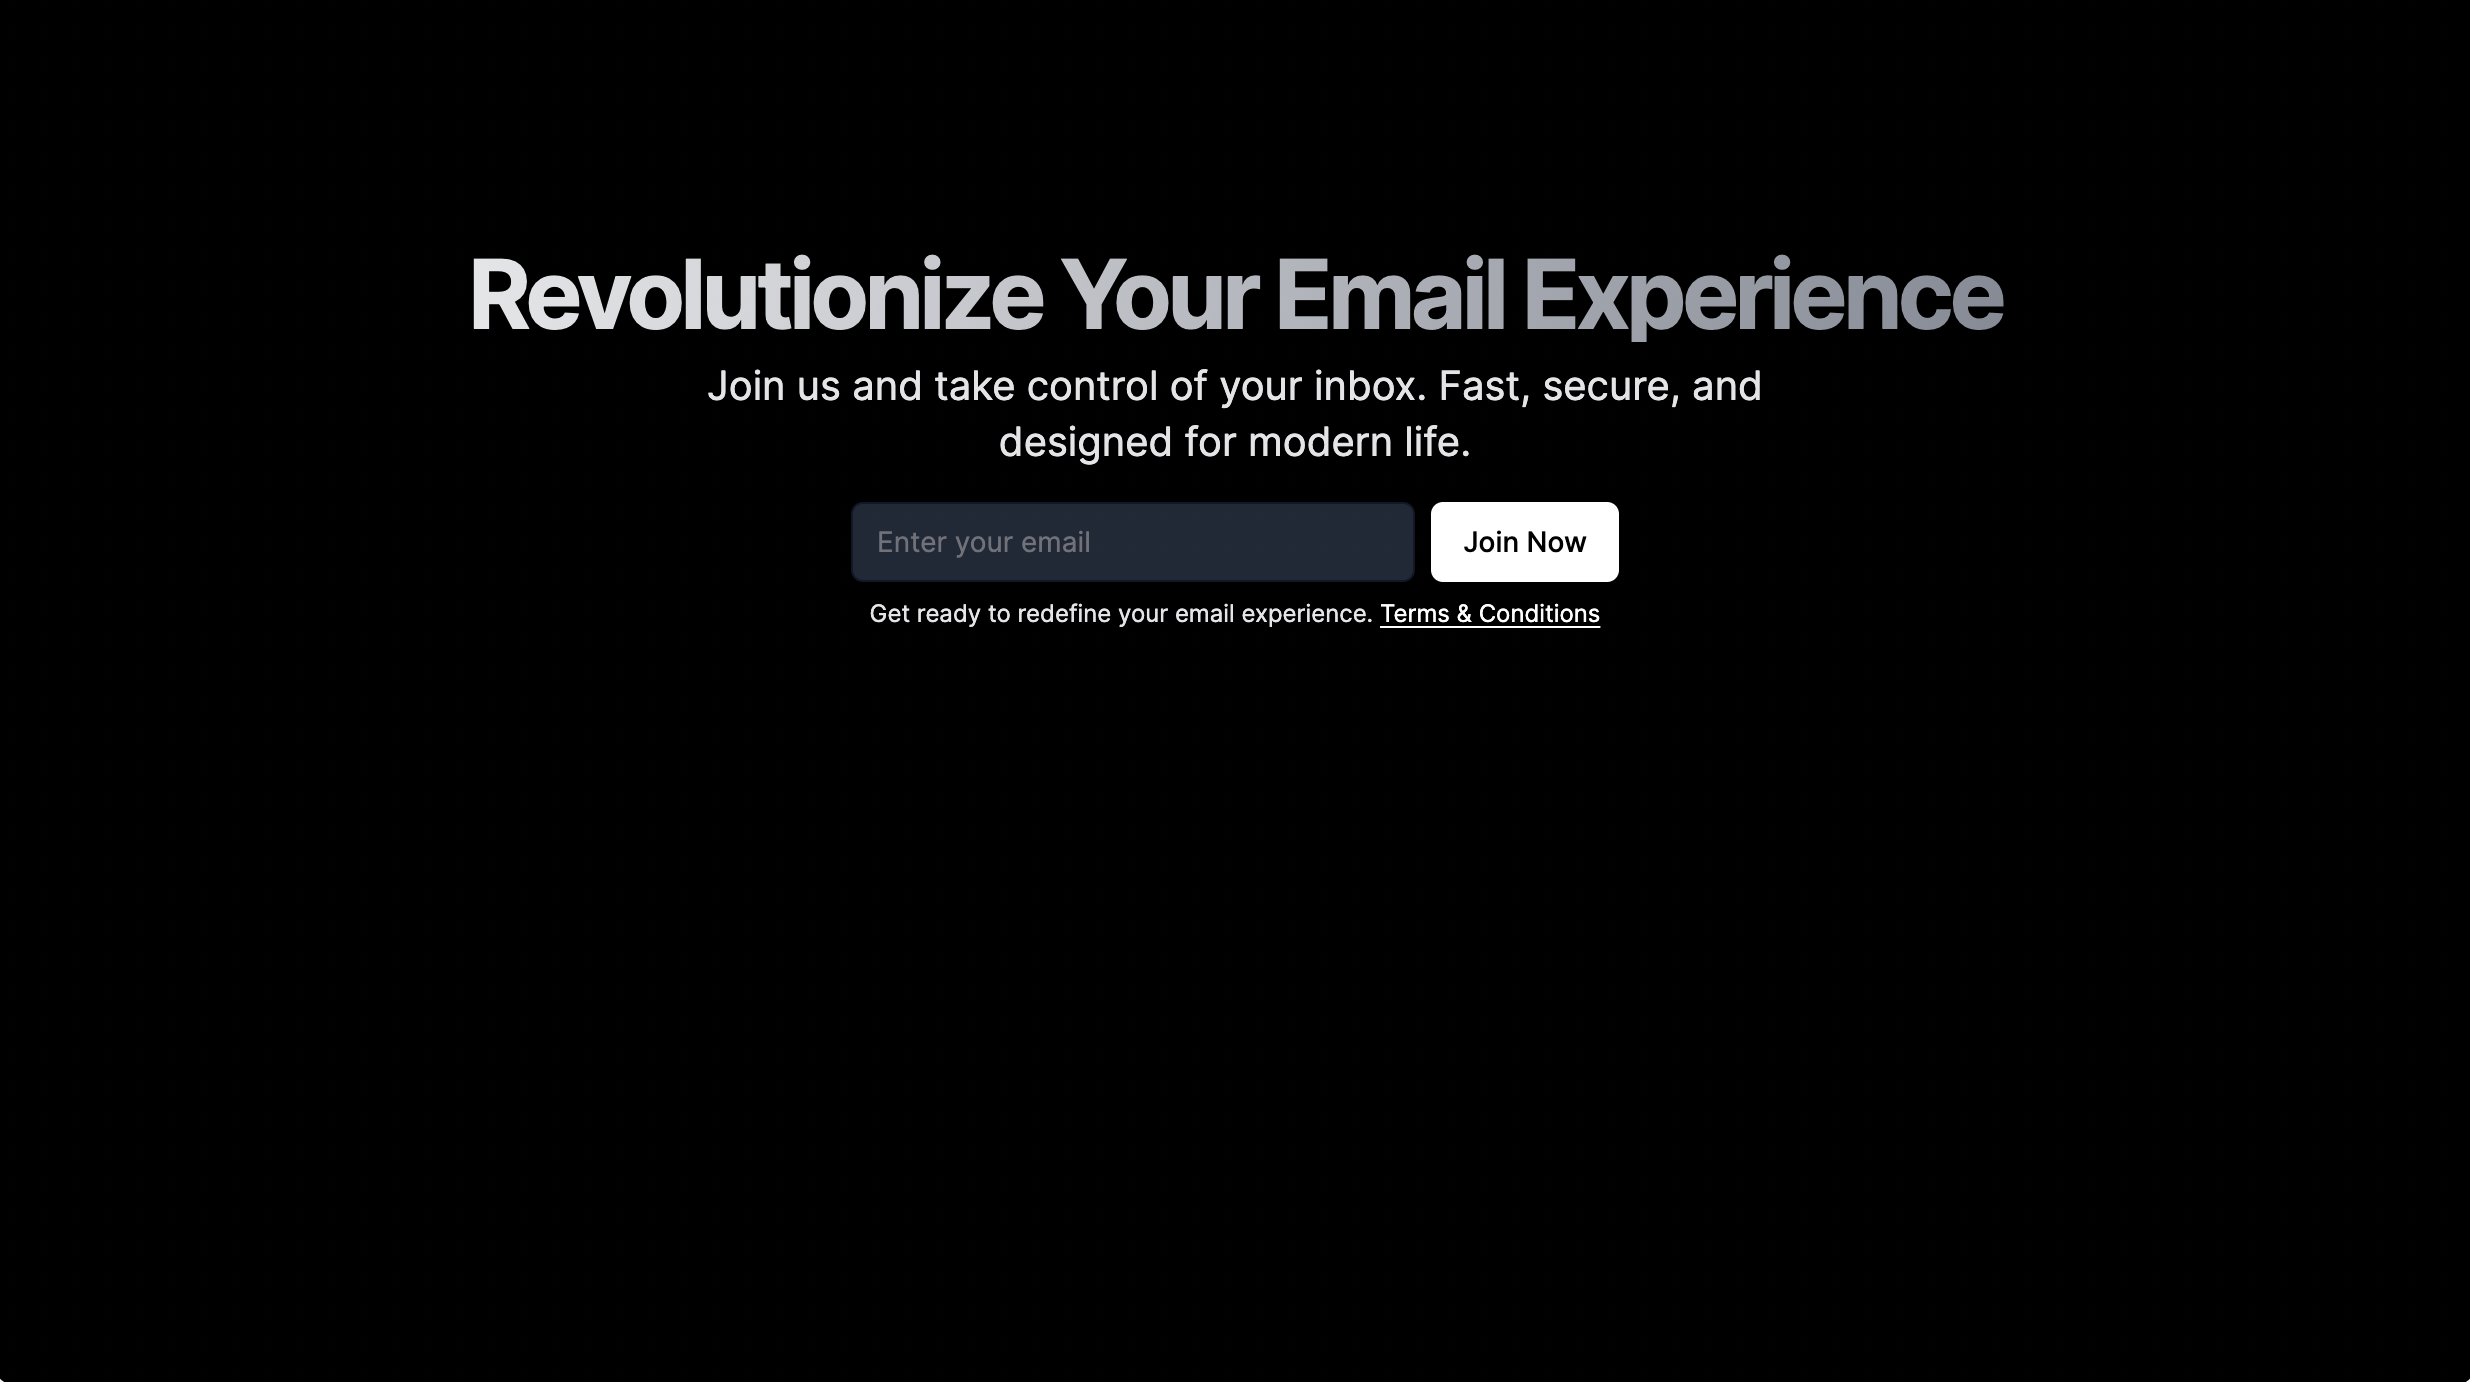 Revolutionize Your Email Experience
Join us and take control of your inbox. Fast, secure, and
designed for modern life.
Enter your email
Join Now
Get ready to redefine your email experience. Terms & Conditions